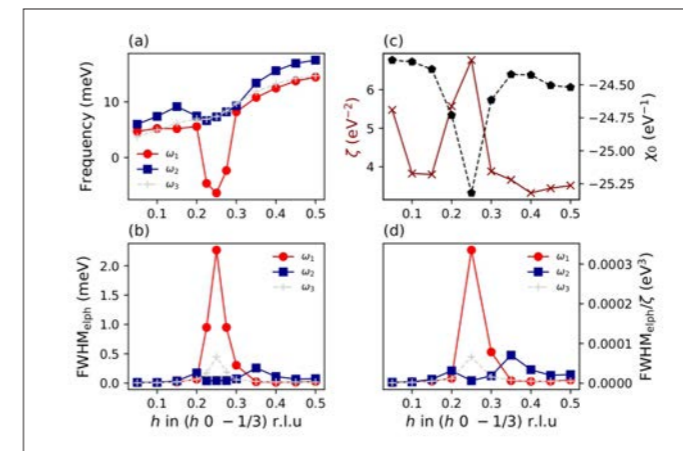 (a)
Frequency (meV)
10
0
ω₁
ω₂
ω₃
0.1 0.2 0.3 0.4 0.5
(b)
FWHMelph (meV)
2.0
1.5
1.0
0.5
0.0
ω₁
ω₂
ω₃
0.1 0.2 0.3 0.4 0.5
h in (h 0 −1/3) r.l.u
(c)
ζ (eV⁻²)
6
5
4
χ₀ (eV⁻¹)
−24.50
−24.75
−25.00
−25.25
0.1 0.2 0.3 0.4 0.5
(d)
ω₁
ω₂
ω₃
FWHMelph/ζ (eV³)
0.0003
0.0002
0.0001
0.0000
0.1 0.2 0.3 0.4 0.5
h in (h 0 −1/3) r.l.u